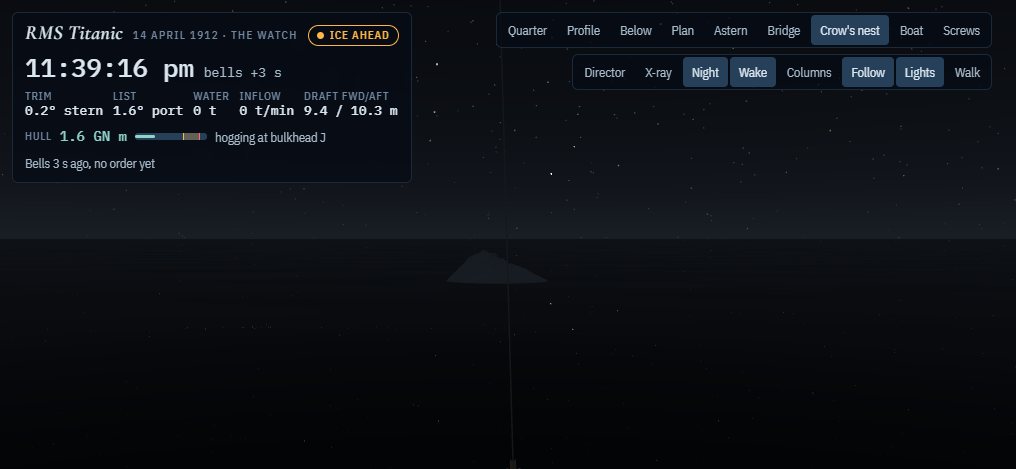 RMS Titanic 14 APRIL 1912 · THE WATCH ICE AHEAD
11:39:16 pm bells +3 s
TRIM LIST WATER INFLOW DRAFT FWD/AFT
0.2° stern 1.6° port 0 t 0 t/min 9.4 / 10.3 m
HULL 1.6 GN m hogging at bulkhead J
Bells 3 s ago, no order yet
Quarter Profile Below Plan Astern Bridge Crow's nest Boat Screws
Director X-ray Night Wake Columns Follow Lights Walk